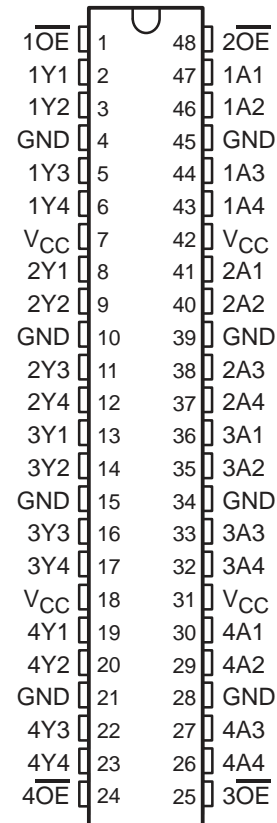 1O̅E̅ 1 48 2O̅E̅
1Y1 2 47 1A1
1Y2 3 46 1A2
GND 4 45 GND
1Y3 5 44 1A3
1Y4 6 43 1A4
VCC 7 42 VCC
2Y1 8 41 2A1
2Y2 9 40 2A2
GND 10 39 GND
2Y3 11 38 2A3
2Y4 12 37 2A4
3Y1 13 36 3A1
3Y2 14 35 3A2
GND 15 34 GND
3Y3 16 33 3A3
3Y4 17 32 3A4
VCC 18 31 VCC
4Y1 19 30 4A1
4Y2 20 29 4A2
GND 21 28 GND
4Y3 22 27 4A3
4Y4 23 26 4A4
4O̅E̅ 24 25 3O̅E̅